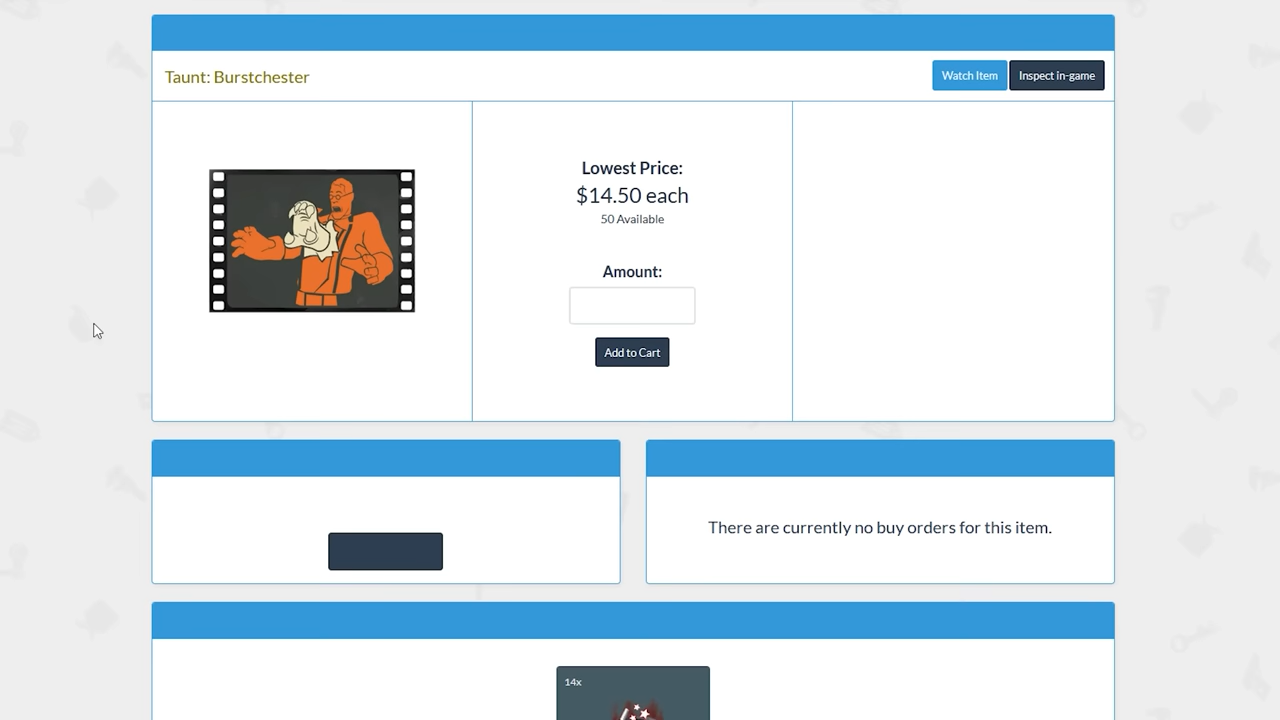 Taunt: Burstchester
Watch Item
Inspect in-game
Lowest Price:
$14.50 each
50 Available
Amount:
Add to Cart
There are currently no buy orders for this item.
14x